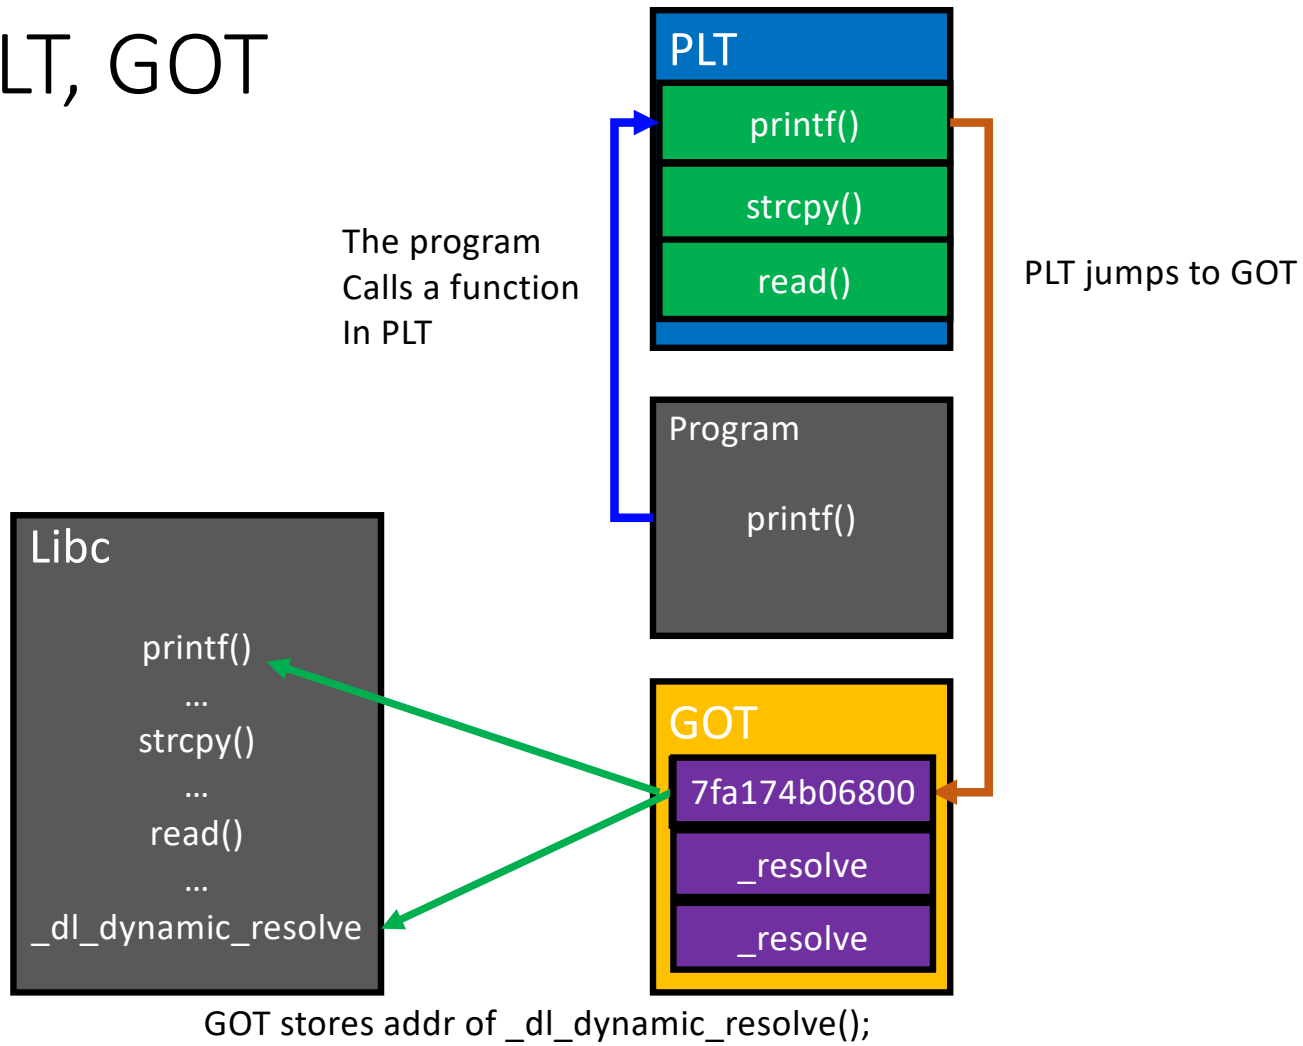 LT, GOT
PLT
printf()
strcpy()
read()
The program
Calls a function
In PLT
PLT jumps to GOT
Program
printf()
Libc
printf()
...
strcpy()
...
read()
...
_dl_dynamic_resolve
GOT
7fa174b06800
_resolve
_resolve
GOT stores addr of _dl_dynamic_resolve();